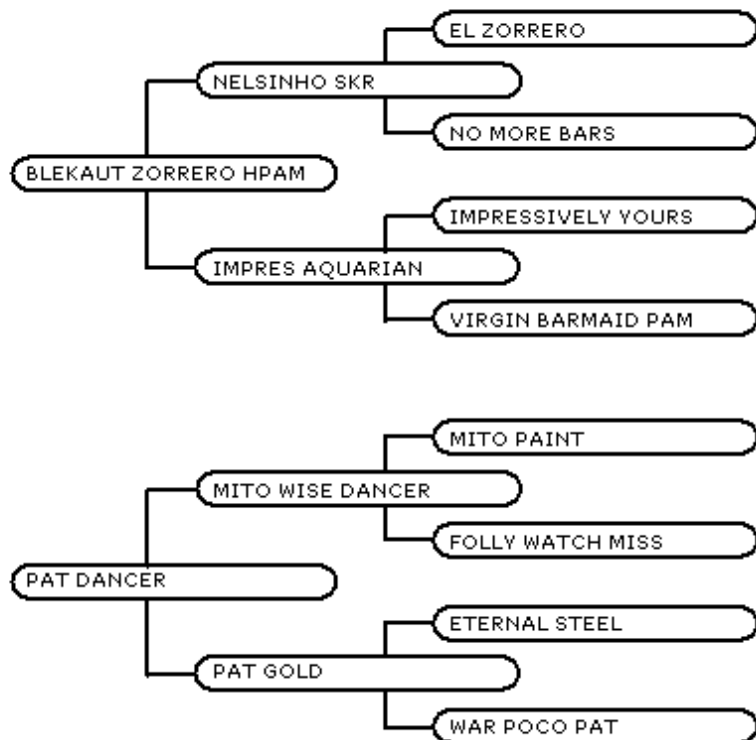 EL ZORRERO
NELSINHO SKR
NO MORE BARS
BLEKAUT ZORRERO HPAM
IMPRESSIVELY YOURS
IMPRES AQUARIAN
VIRGIN BARMAID PAM
MITO PAINT
MITO WISE DANCER
FOLLY WATCH MISS
PAT DANCER
ETERNAL STEEL
PAT GOLD
WAR POCO PAT